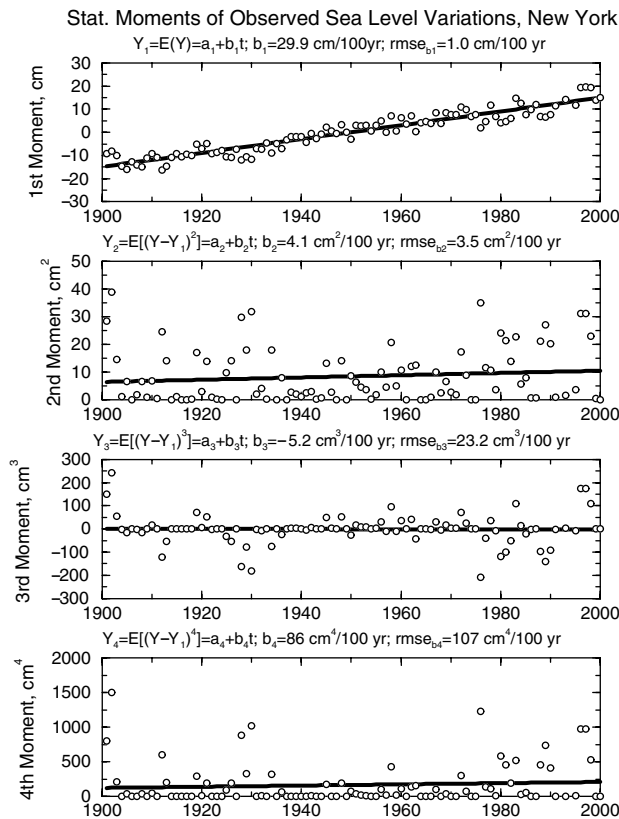 Stat. Moments of Observed Sea Level Variations, New York
Y₁=E(Y)=a₁+b₁t; b₁=29.9 cm/100yr; rmse_b1=1.0 cm/100 yr
1st Moment, cm
30
20
10
0
−10
−20
−30
1900 1920 1940 1960 1980 2000
Y₂=E[(Y−Y₁)²]=a₂+b₂t; b₂=4.1 cm²/100 yr; rmse_b2=3.5 cm²/100 yr
2nd Moment, cm²
50
40
30
20
10
0
1900 1920 1940 1960 1980 2000
Y₃=E[(Y−Y₁)³]=a₃+b₃t; b₃=−5.2 cm³/100 yr; rmse_b3=23.2 cm³/100 yr
3rd Moment, cm³
300
200
100
0
−100
−200
−300
1900 1920 1940 1960 1980 2000
Y₄=E[(Y−Y₁)⁴]=a₄+b₄t; b₄=86 cm⁴/100 yr; rmse_b4=107 cm⁴/100 yr
4th Moment, cm⁴
2000
1500
1000
500
0
1900 1920 1940 1960 1980 2000